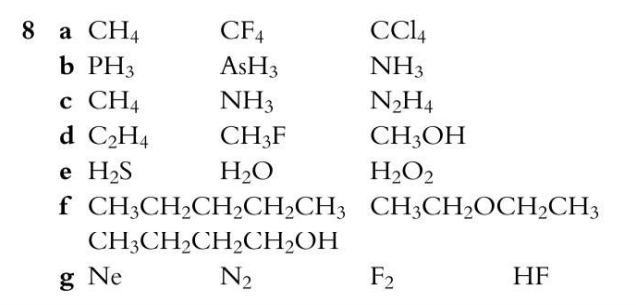 8 a CH₄ CF₄ CCl₄
b PH₃ AsH₃ NH₃
c CH₄ NH₃ N₂H₄
d C₂H₄ CH₃F CH₃OH
e H₂S H₂O H₂O₂
f CH₃CH₂CH₂CH₂CH₃ CH₃CH₂OCH₂CH₃
CH₃CH₂CH₂CH₂OH
g Ne N₂ F₂ HF